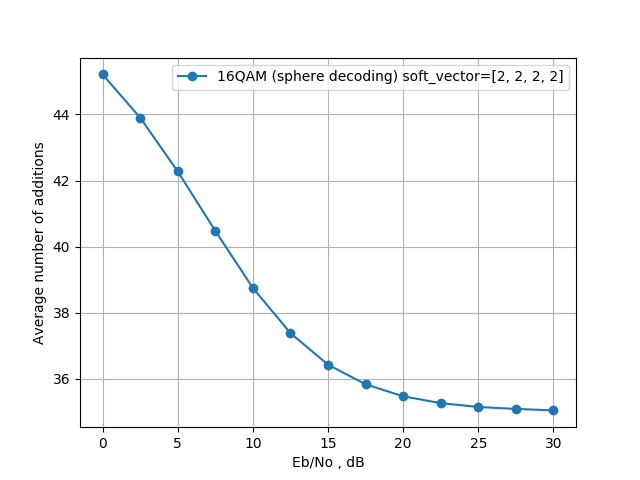 16QAM (sphere decoding) soft_vector=[2, 2, 2, 2]
Average number of additions
44
42
40
38
36
0 5 10 15 20 25 30
Eb/No , dB